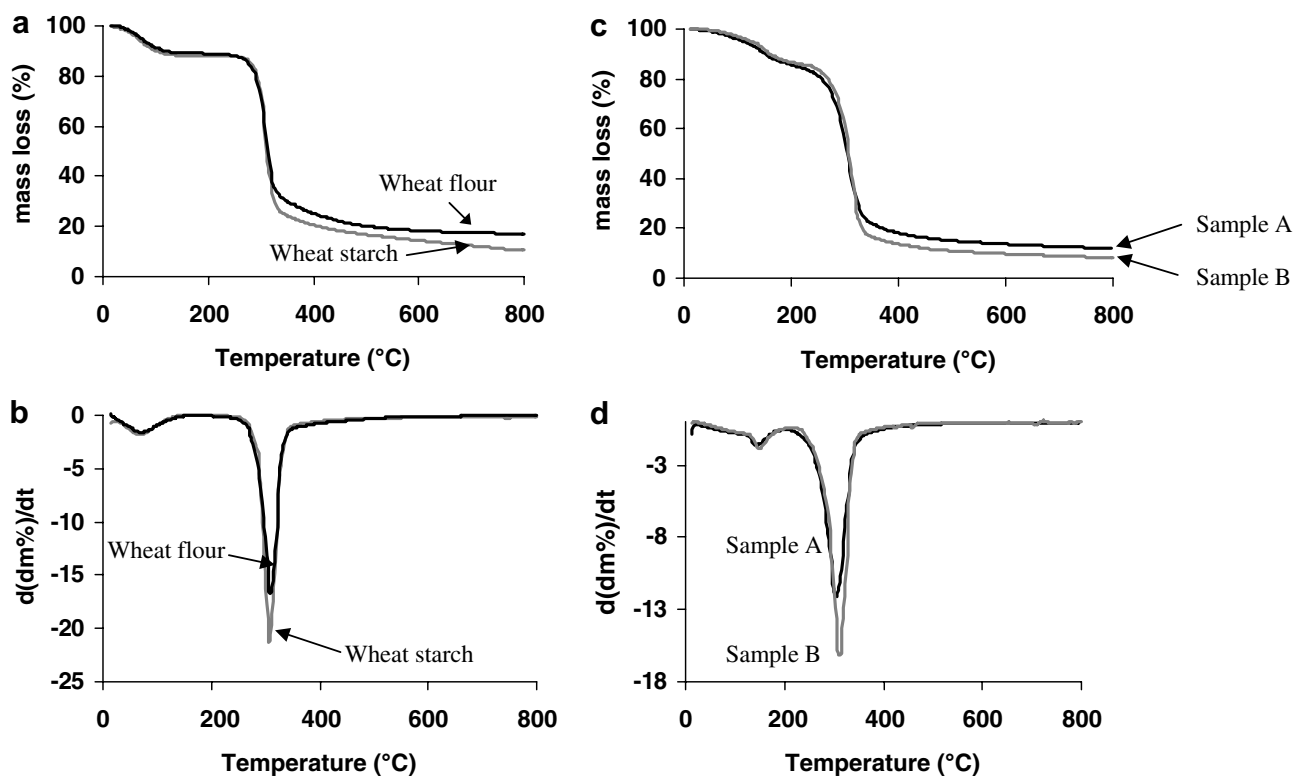 a
100
80
60
40
20
0
mass loss (%)
Wheat flour
Wheat starch
0 200 400 600 800
Temperature (°C)
c
100
80
60
40
20
0
mass loss (%)
Sample A
Sample B
0 200 400 600 800
Temperature (°C)
b
0
-5
-10
-15
-20
-25
d(dm%)/dt
Wheat flour
Wheat starch
0 200 400 600 800
Temperature (°C)
d
-3
-8
-13
-18
d(dm%)/dt
Sample A
Sample B
0 200 400 600 800
Temperature (°C)